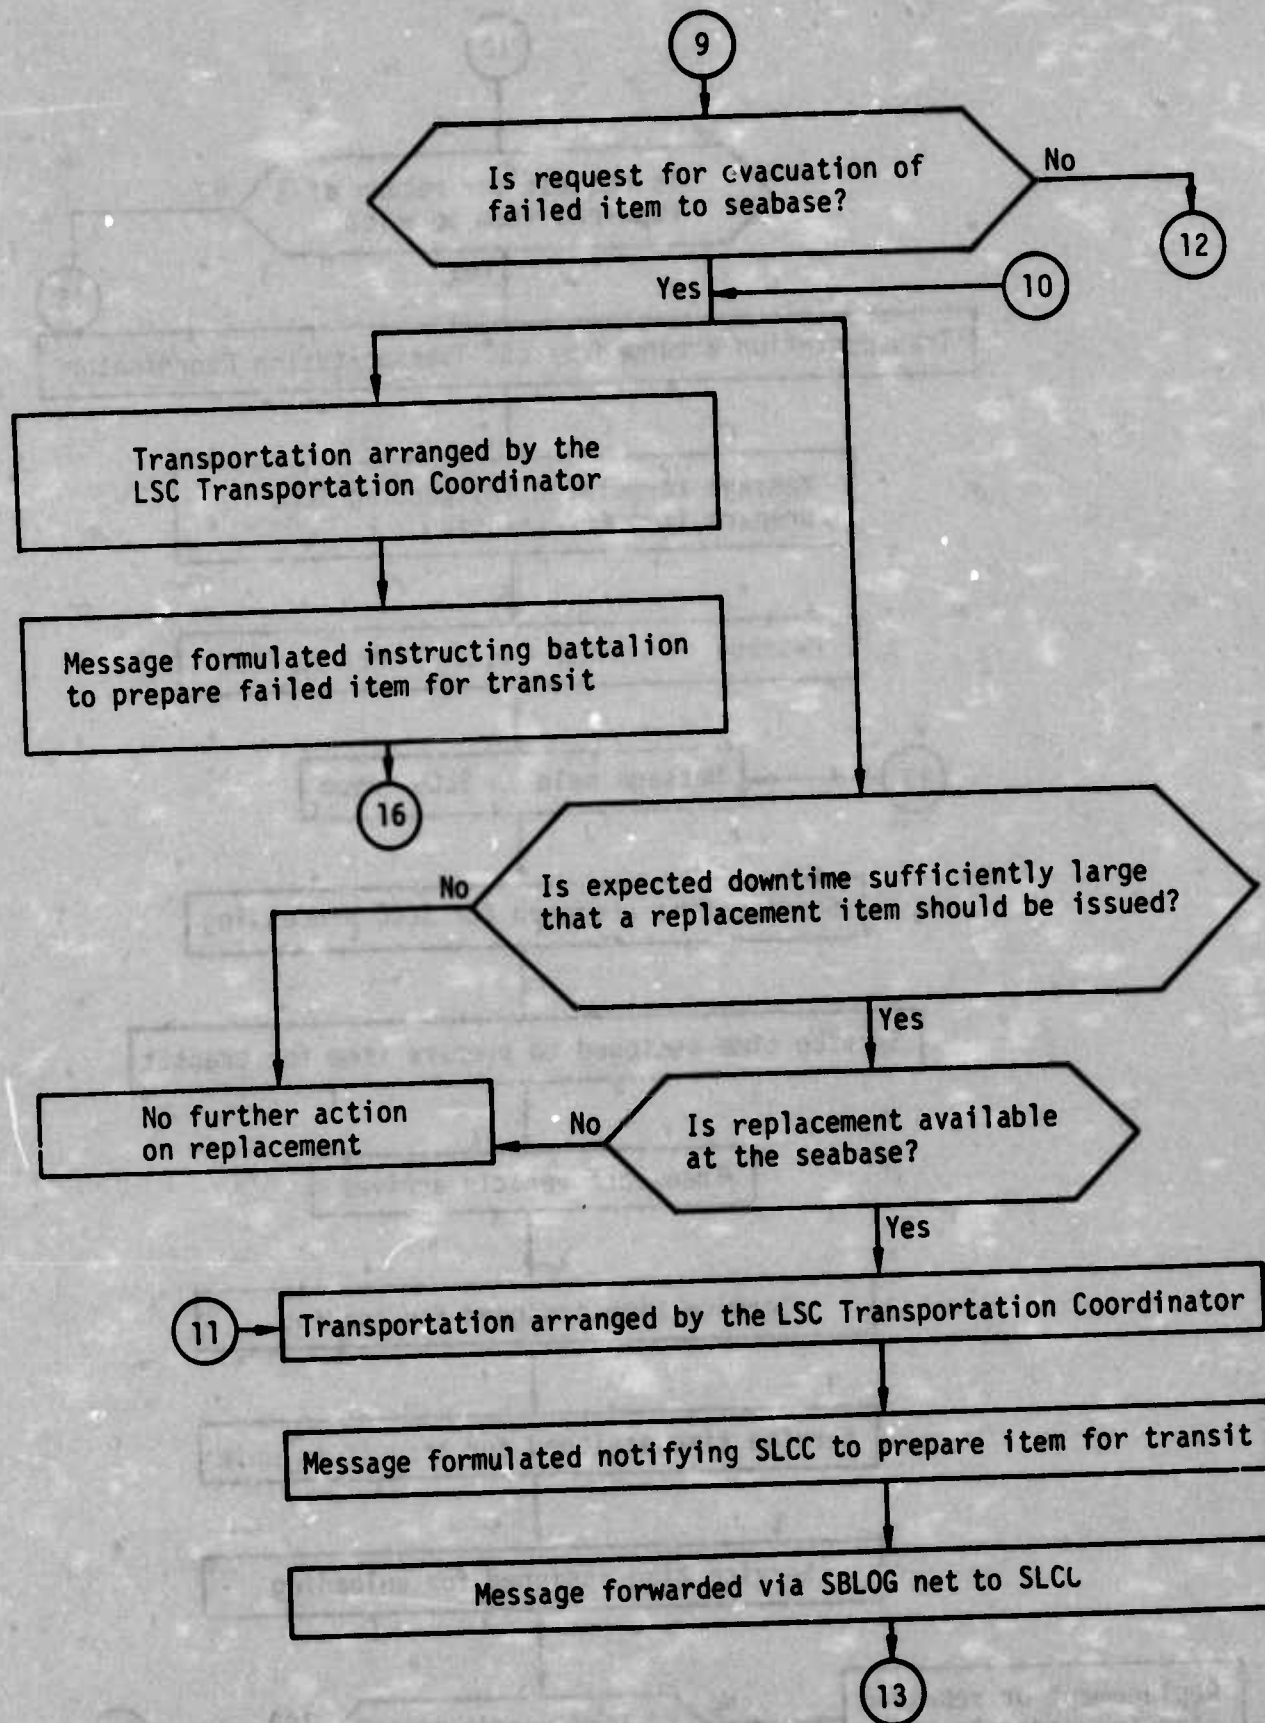 9
Is request for evacuation of
failed item to seabase?
No
12
Yes
10
Transportation arranged by the
LSC Transportation Coordinator
Message formulated instructing battalion
to prepare failed item for transit
16
No
Is expected downtime sufficiently large
that a replacement item should be issued?
Yes
No further action
on replacement
No
Is replacement available
at the seabase?
Yes
11
Transportation arranged by the LSC Transportation Coordinator
Message formulated notifying SLCC to prepare item for transit
Message forwarded via SBLOG net to SLCC
13